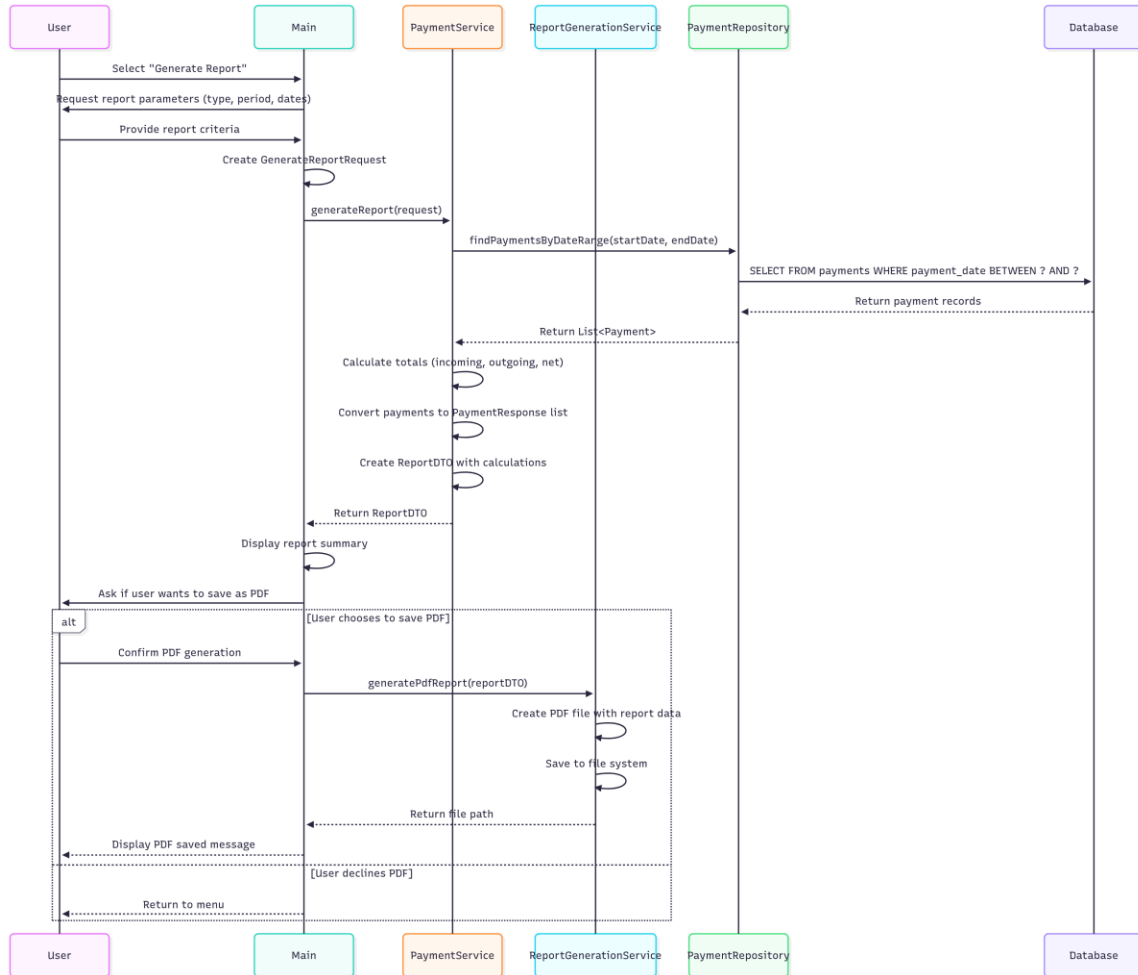 User
Main
PaymentService
ReportGenerationService
PaymentRepository
Database
Select "Generate Report"
Request report parameters (type, period, dates)
Provide report criteria
Create GenerateReportRequest
generateReport(request)
findPaymentsByDateRange(startDate, endDate)
SELECT FROM payments WHERE payment_date BETWEEN ? AND ?
Return payment records
Return List<Payment>
Calculate totals (incoming, outgoing, net)
Convert payments to PaymentResponse list
Create ReportDTO with calculations
Return ReportDTO
Display report summary
Ask if user wants to save as PDF
alt
[User chooses to save PDF]
Confirm PDF generation
generatePdfReport(reportDTO)
Create PDF file with report data
Save to file system
Return file path
Display PDF saved message
[User declines PDF]
Return to menu
User
Main
PaymentService
ReportGenerationService
PaymentRepository
Database